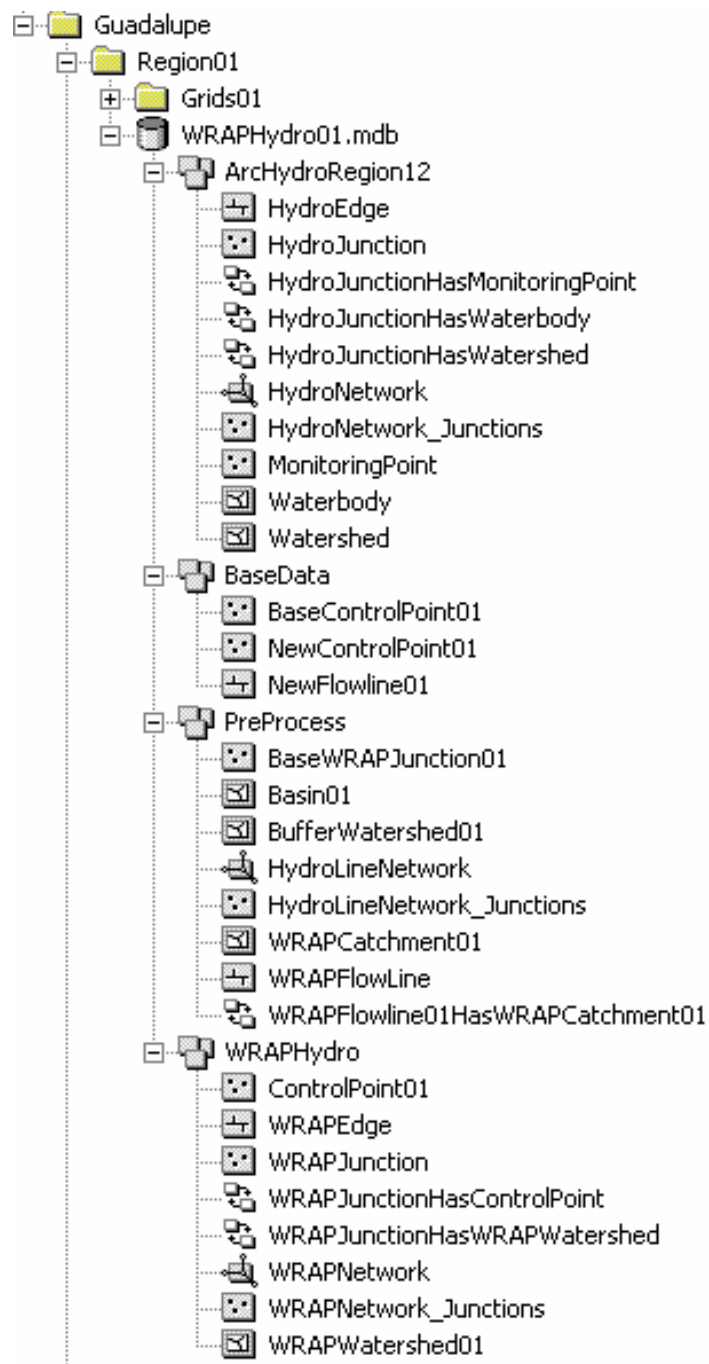 Guadalupe
Region01
Grids01
WRAPHydro01.mdb
ArcHydroRegion12
HydroEdge
HydroJunction
HydroJunctionHasMonitoringPoint
HydroJunctionHasWaterbody
HydroJunctionHasWatershed
HydroNetwork
HydroNetwork_Junctions
MonitoringPoint
Waterbody
Watershed
BaseData
BaseControlPoint01
NewControlPoint01
NewFlowline01
PreProcess
BaseWRAPJunction01
Basin01
BufferWatershed01
HydroLineNetwork
HydroLineNetwork_Junctions
WRAPCatchment01
WRAPFlowLine
WRAPFlowline01HasWRAPCatchment01
WRAPHydro
ControlPoint01
WRAPEdge
WRAPJunction
WRAPJunctionHasControlPoint
WRAPJunctionHasWRAPWatershed
WRAPNetwork
WRAPNetwork_Junctions
WRAPWatershed01